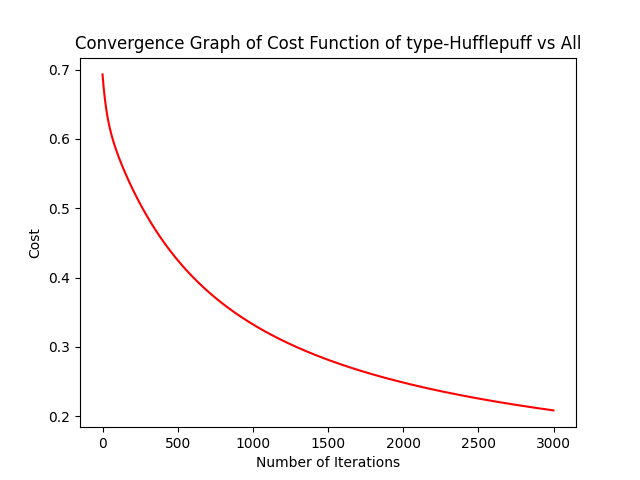 Convergence Graph of Cost Function of type-Hufflepuff vs All
0.7
0.6
0.5
0.4
0.3
0.2
Cost
0 500 1000 1500 2000 2500 3000
Number of Iterations